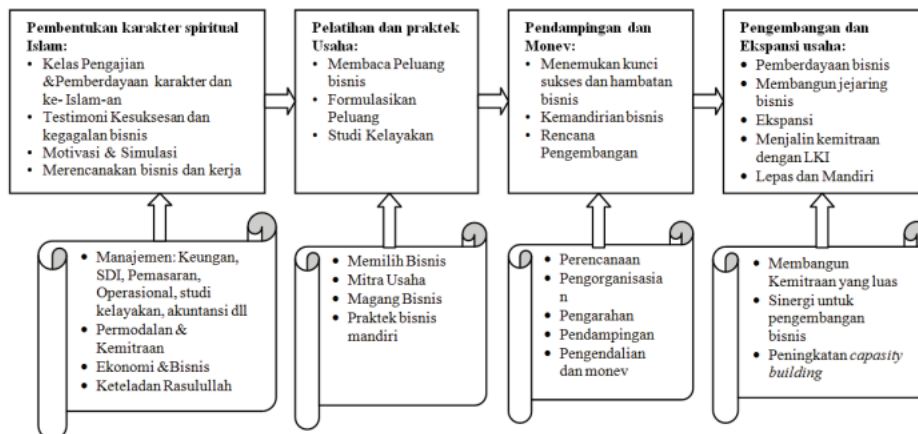 Pembentukan karakter spiritual
Islam:
• Kelas Pengajian
&Pemberdayaan karakter dan
ke- Islam-an
• Testimoni Kesuksesan dan
kegagalan bisnis
• Motivasi & Simulasi
• Merencanakan bisnis dan kerja
Pelatihan dan praktek
Usaha:
• Membaca Peluang
bisnis
• Formulasikan
Peluang
• Studi Kelayakan
Pendampingan dan
Monev:
• Menemukan kunci
sukses dan hambatan
bisnis
• Kemandirian bisnis
• Rencana
Pengembangan
Pengembangan dan
Ekspansi usaha:
• Pemberdayaan bisnis
• Membangun jejaring
bisnis
• Ekspansi
• Menjalin kemitraan
dengan LKI
• Lepas dan Mandiri
• Manajemen: Keungan,
SDI, Pemasaran,
Operasional, studi
kelayakan, akuntansi dll
• Permodalan &
Kemitraan
• Ekonomi &Bisnis
• Keteladan Rasulullah
• Memilih Bisnis
• Mitra Usaha
• Magang Bisnis
• Praktek bisnis
mandiri
• Perencanaan
• Pengorganisasia
n
• Pengarahan
• Pendampingan
• Pengendalian
dan monev
• Membangun
Kemitraan yang luas
• Sinergi untuk
pengembangan
bisnis
• Peningkatan capasity
building